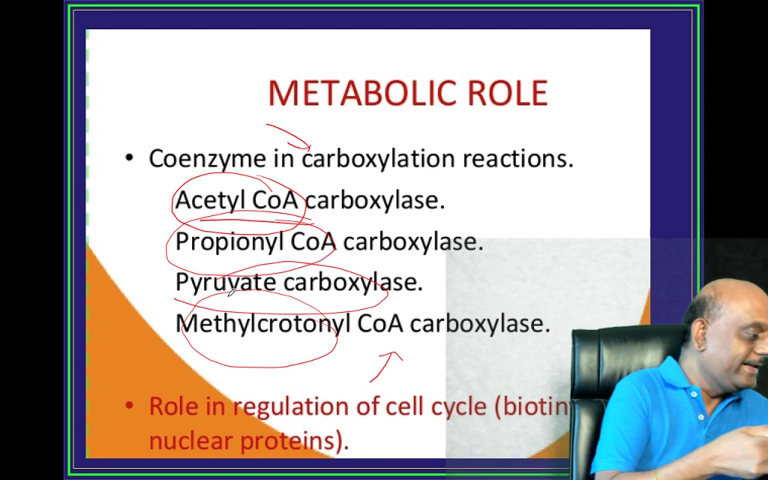 METABOLIC ROLE
• Coenzyme in carboxylation reactions.
Acetyl CoA carboxylase.
Propionyl CoA carboxylase.
Pyruvate carboxylase.
Methylcrotonyl CoA carboxylase.
• Role in regulation of cell cycle (biotin
nuclear proteins).